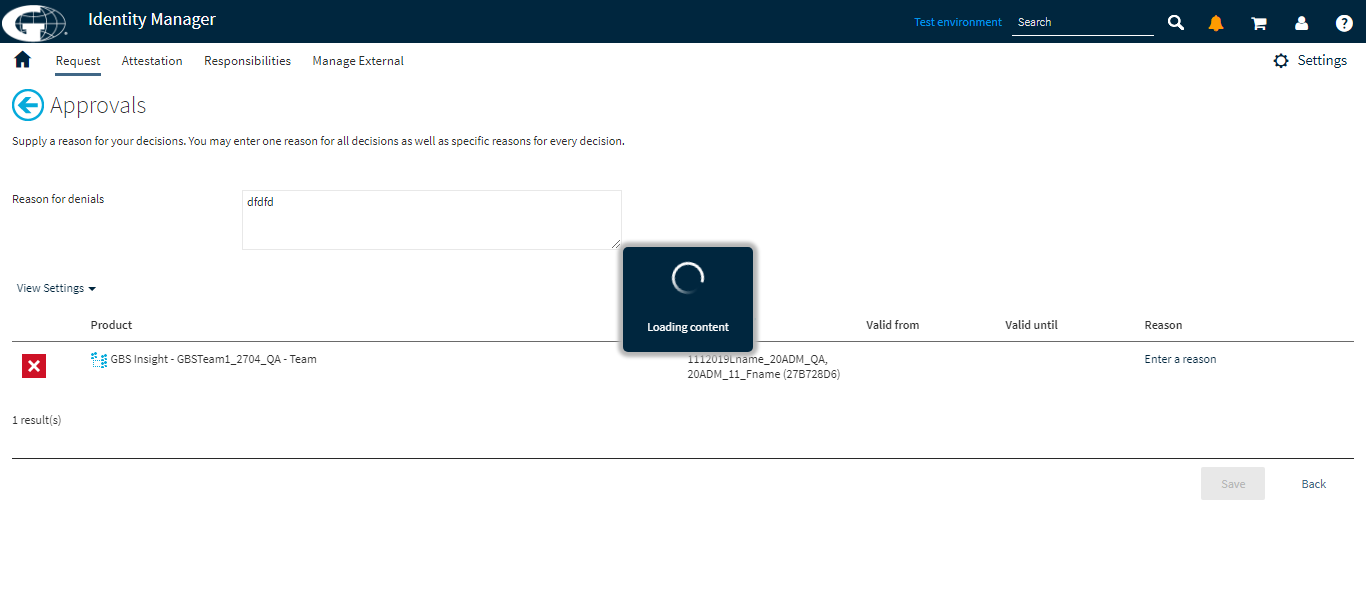 Identity Manager
Test environment
Search
Request
Attestation
Responsibilities
Manage External
Settings
Approvals
Supply a reason for your decisions. You may enter one reason for all decisions as well as specific reasons for every decision.
Reason for denials
dfdfd
Loading content
View Settings
Product
Valid from
Valid until
Reason
GBS Insight - GBSTeam1_2704_QA - Team
1112019Lname_20ADM_QA,
20ADM_11_Fname (27B728D6)
Enter a reason
1 result(s)
Save
Back